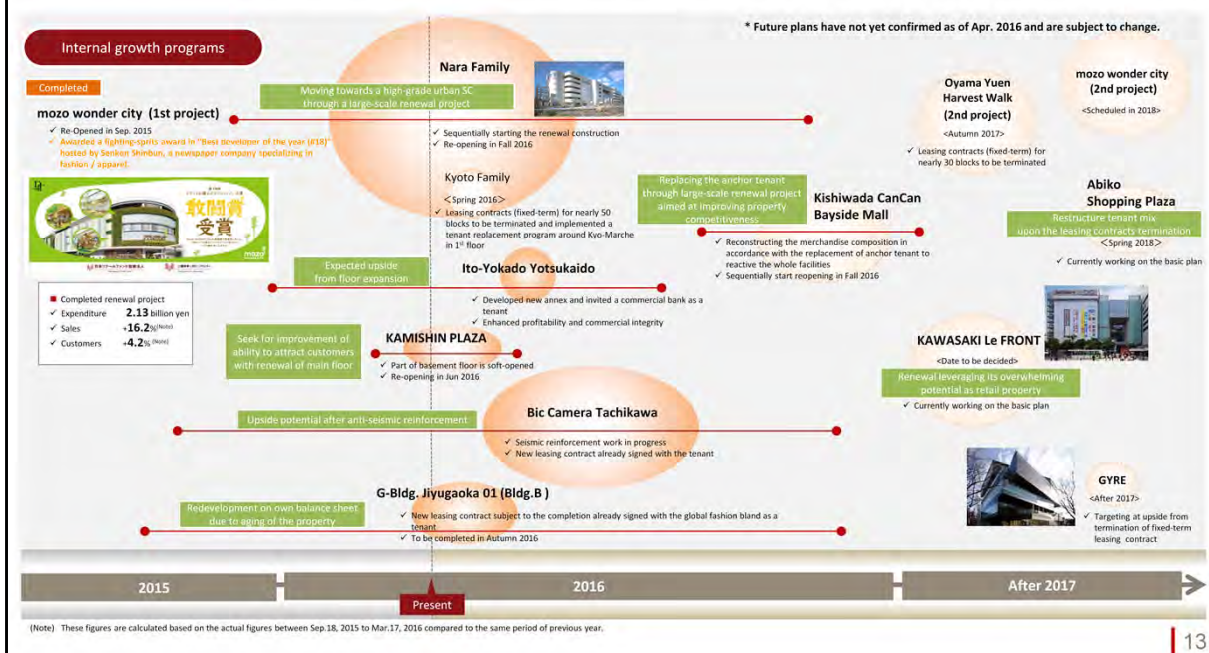 * Future plans have not yet confirmed as of Apr. 2016 and are subject to change.
Internal growth programs
Completed
mozo wonder city (1st project)
✓ Re-Opened in Sep. 2015
✓ Awarded a fighting-sprits award in "Best developer of the year (#18)"
hosted by Senken Shimbun, a newspaper company specializing in
fashion / apparel.
敢闘賞
受賞
mozo
■ Completed renewal project
✓ Expenditure 2.13 billion yen
✓ Sales +16.2%(Note)
✓ Customers +4.2% (Note)
Nara Family
Moving towards a high-grade urban SC
through a large-scale renewal project
✓ Sequentially starting the renewal construction
✓ Re-opening in Fall 2016
Kyoto Family
<Spring 2016>
✓ Leasing contracts (fixed-term) for nearly 50
blocks to be terminated and implemented a
tenant replacement program around Kyo-Marche
in 1st floor
Replacing the anchor tenant
through large-scale renewal project
aimed at improving property
competitiveness
Kishiwada CanCan
Bayside Mall
✓ Reconstructing the merchandise composition in
accordance with the replacement of anchor tenant to
reactive the whole facilities
✓ Sequentially start reopening in Fall 2016
Expected upside
from floor expansion
Ito-Yokado Yotsukaido
✓ Developed new annex and invited a commercial bank as a
tenant
✓ Enhanced profitability and commercial integrity
Seek for improvement of
ability to attract customers
with renewal of main floor
KAMISHIN PLAZA
✓ Part of basement floor is soft-opened
✓ Re-opening in Jun 2016
Upside potential after anti-seismic reinforcement
Bic Camera Tachikawa
✓ Seismic reinforcement work in progress
✓ New leasing contract already signed with the tenant
Redevelopment on own balance sheet
due to aging of the property
G-Bldg. Jiyugaoka 01 (Bldg.B )
✓ New leasing contract subject to the completion already signed with the global fashion bland as a
tenant
✓ To be completed in Autumn 2016
Oyama Yuen
Harvest Walk
(2nd project)
<Autumn 2017>
✓ Leasing contracts (fixed-term) for
nearly 30 blocks to be terminated
mozo wonder city
(2nd project)
<Scheduled in 2018>
Abiko
Shopping Plaza
Restructure tenant mix
upon the leasing contracts termination
<Spring 2018>
✓ Currently working on the basic plan
KAWASAKI Le FRONT
<Date to be decided>
Renewal leveraging its overwhelming
potential as retail property
✓ Currently working on the basic plan
GYRE
<After 2017>
✓ Targeting at upside from
termination of fixed-term
leasing contract
2015
2016
After 2017
Present
(Note) These figures are calculated based on the actual figures between Sep.18, 2015 to Mar.17, 2016 compared to the same period of previous year.
13